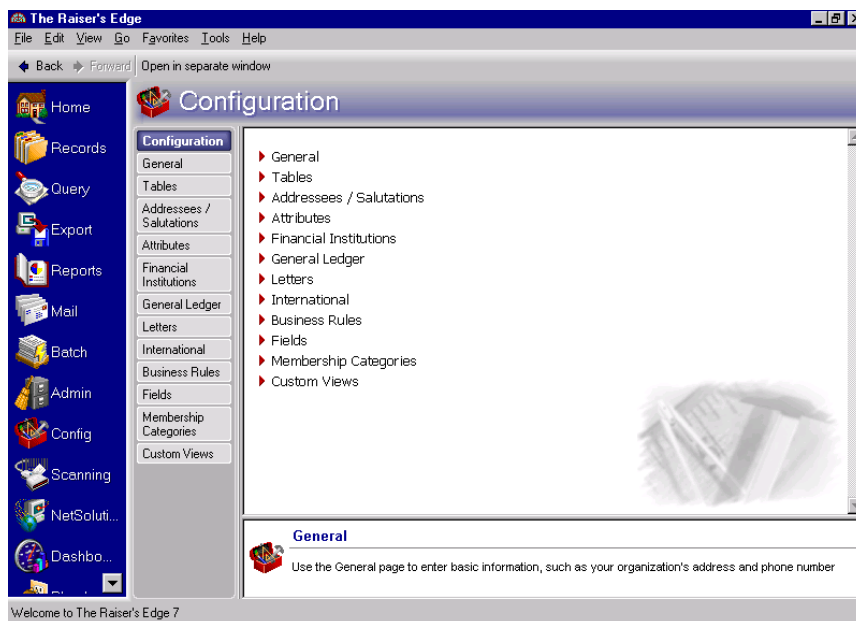 The Raiser's Edge
File Edit View Go Favorites Tools Help
Back Forward Open in separate window
Configuration
Home
Records
Query
Export
Reports
Mail
Batch
Admin
Config
Scanning
NetSoluti...
Dashbo...
Configuration
General
Tables
Addressees /
Salutations
Attributes
Financial
Institutions
General Ledger
Letters
International
Business Rules
Fields
Membership
Categories
Custom Views
General
Tables
Addressees / Salutations
Attributes
Financial Institutions
General Ledger
Letters
International
Business Rules
Fields
Membership Categories
Custom Views
General
Use the General page to enter basic information, such as your organization's address and phone number
Welcome to The Raiser's Edge 7